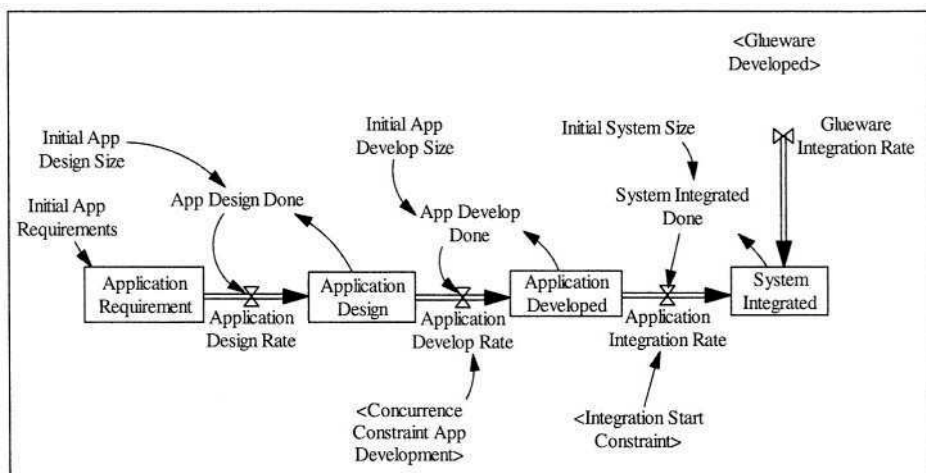 <Glueware
Developed>
Initial App
Design Size
Initial App
Develop Size
Initial System Size
Glueware
Integration Rate
App Design Done
System Integrated
Done
Initial App
Requirements
App Develop
Done
Application
Requirement
Application
Design
Application
Developed
System
Integrated
Application
Design Rate
Application
Develop Rate
Application
Integration Rate
<Concurrence
Constraint App
Development>
<Integration Start
Constraint>